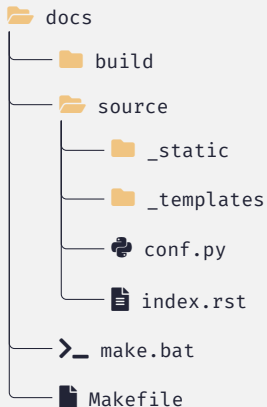 docs
build
source
_static
_templates
conf.py
index.rst
make.bat
Makefile